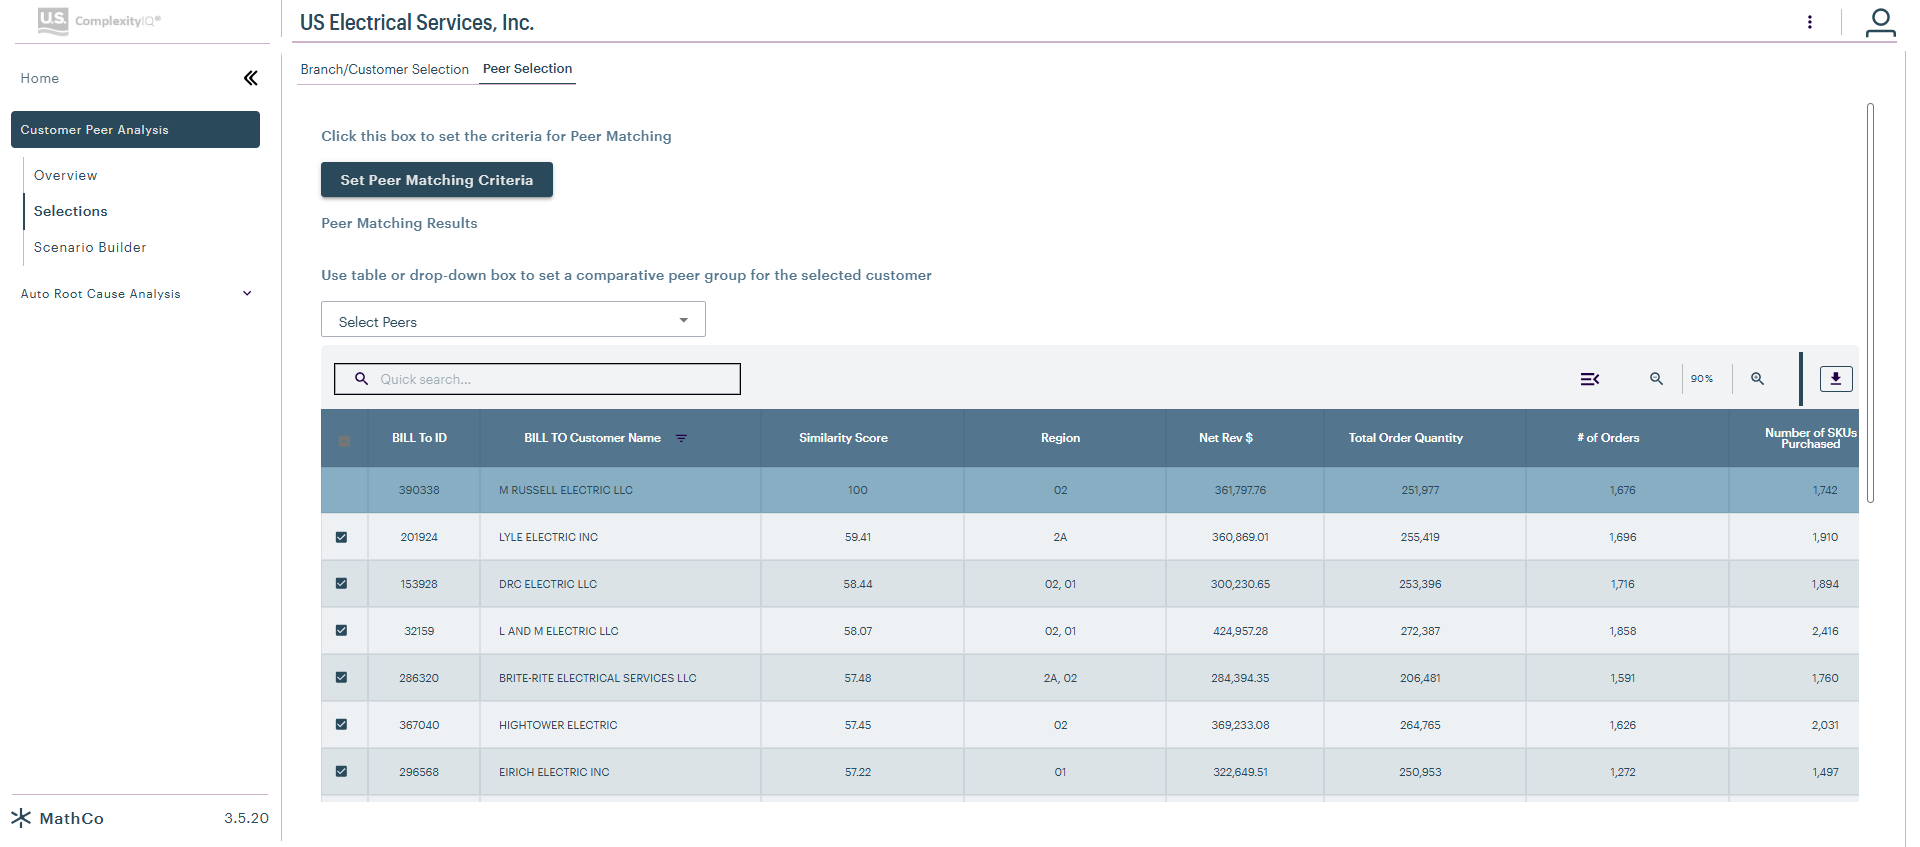 U.S. ComplexityIQ®
US Electrical Services, Inc.
Home
Customer Peer Analysis
Overview
Selections
Scenario Builder
Auto Root Cause Analysis
MathCo 3.5.20
Branch/Customer Selection Peer Selection
Click this box to set the criteria for Peer Matching
Set Peer Matching Criteria
Peer Matching Results
Use table or drop-down box to set a comparative peer group for the selected customer
Select Peers
Quick search... 90%
BILL To ID BILL TO Customer Name Similarity Score Region Net Rev $ Total Order Quantity # of Orders Number of SKUs
Purchased
390338 M RUSSELL ELECTRIC LLC 100 02 361,797.76 251,977 1,676 1,742
201924 LYLE ELECTRIC INC 59.41 2A 360,869.01 255,419 1,696 1,910
153928 DRC ELECTRIC LLC 58.44 02, 01 300,230.65 253,396 1,716 1,894
32159 L AND M ELECTRIC LLC 58.07 02, 01 424,957.28 272,387 1,858 2,416
286320 BRITE-RITE ELECTRICAL SERVICES LLC 57.48 2A, 02 284,394.35 206,481 1,591 1,760
367040 HIGHTOWER ELECTRIC 57.45 02 369,233.08 264,765 1,626 2,031
296568 EIRICH ELECTRIC INC 57.22 01 322,649.51 250,953 1,272 1,497